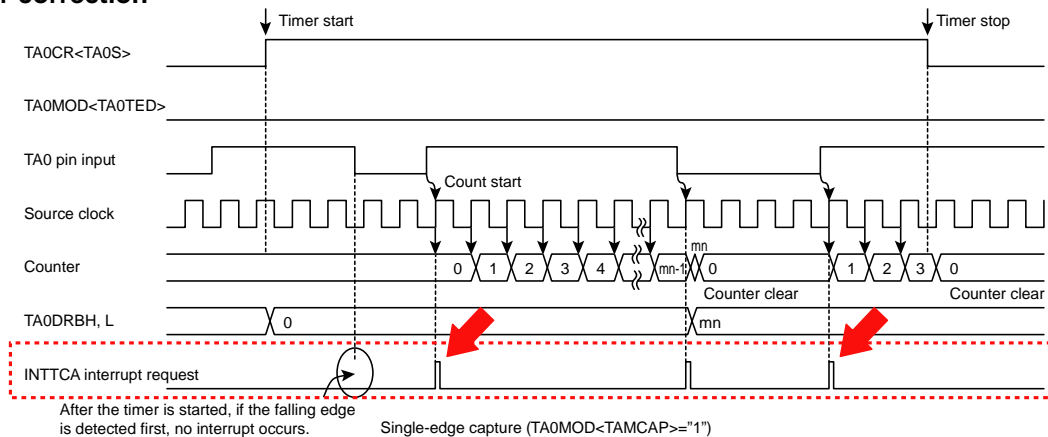 r correction
Timer start
Timer stop
TA0CR<TA0S>
TA0MOD<TA0TED>
TA0 pin input
Count start
Source clock
mn
Counter
0 1 2 3 4 mn-1 0 1 2 3 0
Counter clear
Counter clear
TA0DRBH, L
0
mn
INTTCA interrupt request
After the timer is started, if the falling edge
is detected first, no interrupt occurs.
Single-edge capture (TA0MOD<TAMCAP>="1")